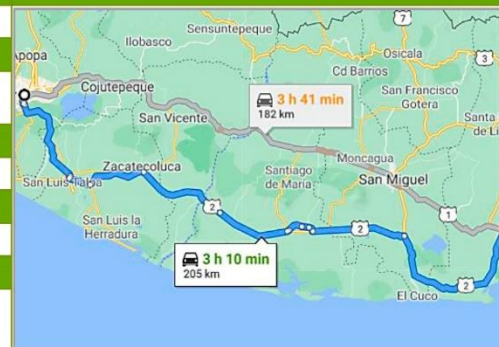 Sensuntepeque
7
Ilobasco
Apopa
Osicala
3
Cojutepeque
Cd Barrios
San Francisco
Gotera
3 h 41 min
182 km
San Vicente
Santa
de Li
Moncagua
Zacatecoluca
Santiago
de María
San Miguel
San Luis Talpa
2
San Luis la
Herradura
2
1
3 h 10 min
205 km
El Cuco
2